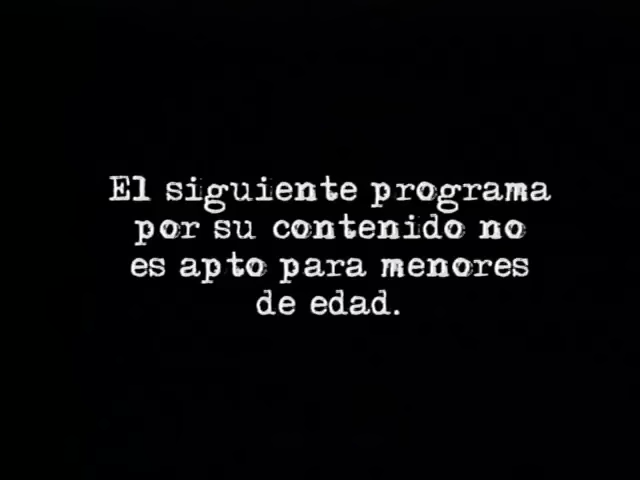 El siguiente programa
por su contenido no
es apto para menores
de edad.